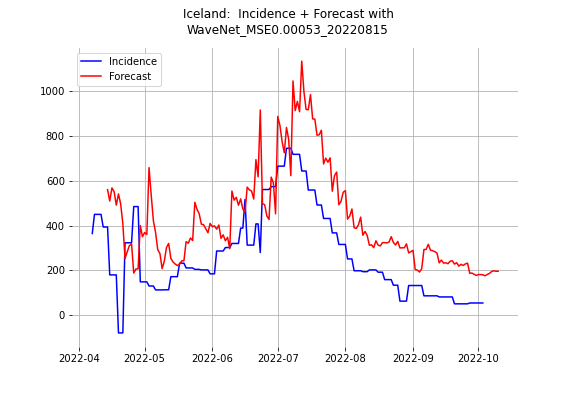 Iceland:  Incidence + Forecast with
WaveNet_MSE0.00053_20220815
Incidence
Forecast
1000
800
600
400
200
0
2022-04 2022-05 2022-06 2022-07 2022-08 2022-09 2022-10